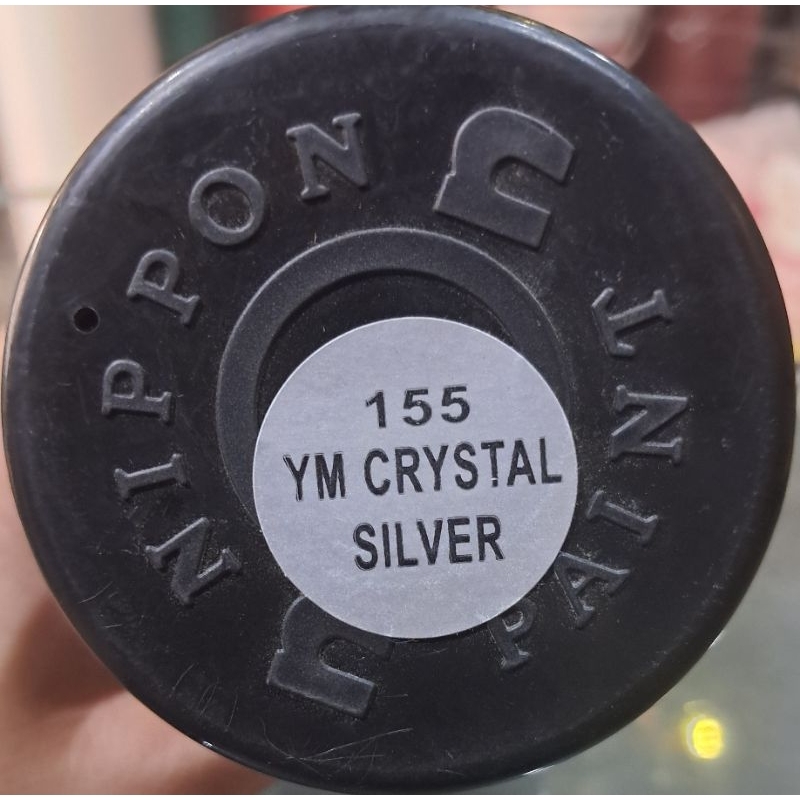 NIPPON
n
PAINT
n
155
YM CRYSTAL
SILVER